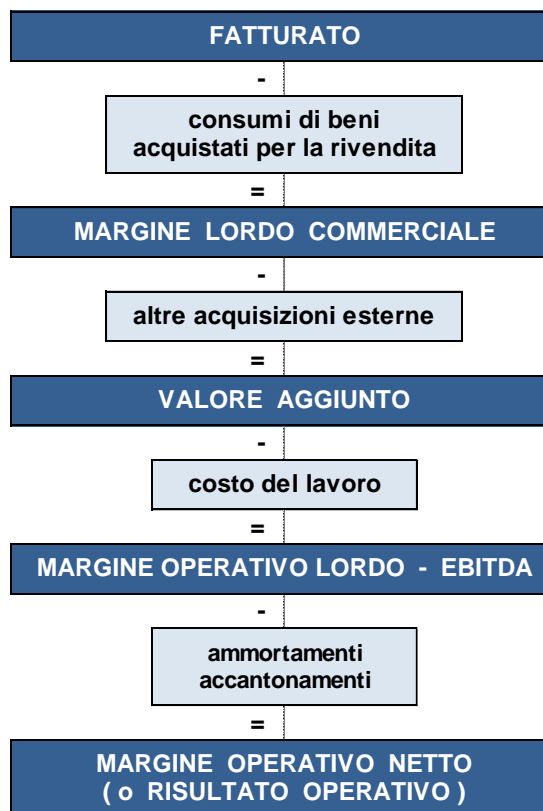 FATTURATO
-
consumi di beni
acquistati per la rivendita
=
MARGINE LORDO COMMERCIALE
-
altre acquisizioni esterne
=
VALORE AGGIUNTO
-
costo del lavoro
=
MARGINE OPERATIVO LORDO - EBITDA
-
ammortamenti
accantonamenti
=
MARGINE OPERATIVO NETTO
( o RISULTATO OPERATIVO )